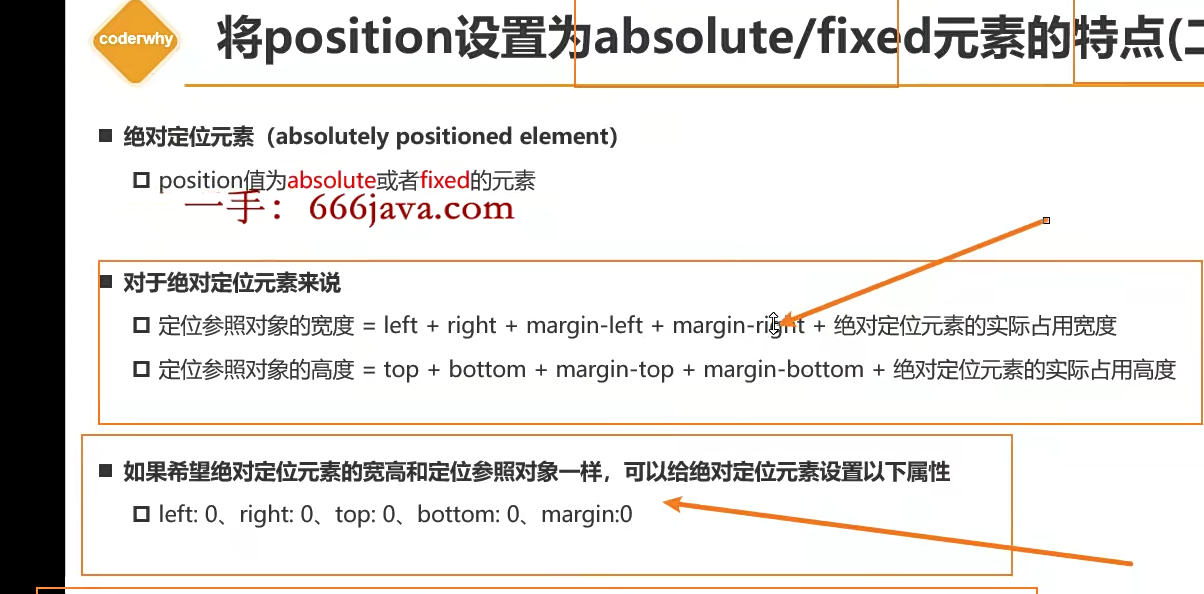 coderwhy
将position设置为absolute/fixed元素的特点(二
绝对定位元素（absolutely positioned element）
position值为absolute或者fixed的元素
一手：666java.com
对于绝对定位元素来说
定位参照对象的宽度 = left + right + margin-left + margin-right + 绝对定位元素的实际占用宽度
定位参照对象的高度 = top + bottom + margin-top + margin-bottom + 绝对定位元素的实际占用高度
如果希望绝对定位元素的宽高和定位参照对象一样，可以给绝对定位元素设置以下属性
left: 0、right: 0、top: 0、bottom: 0、margin:0